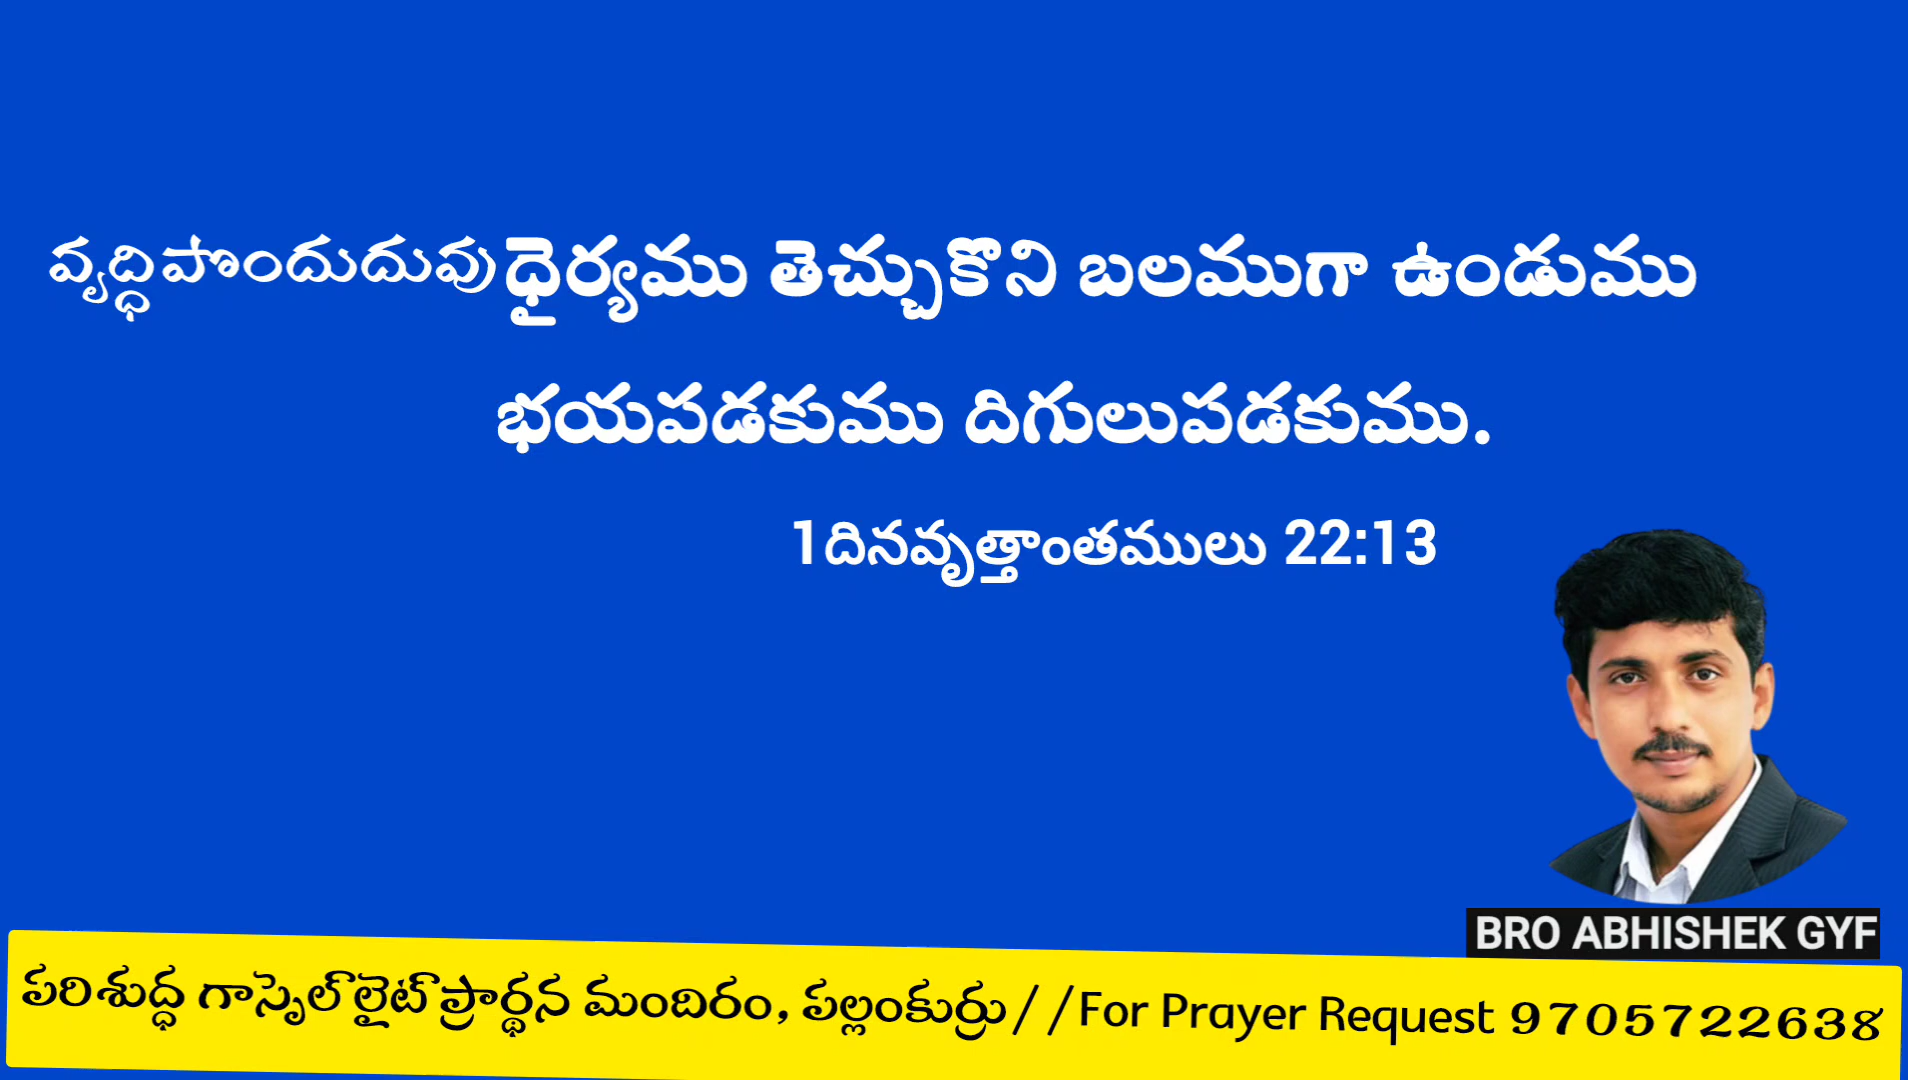 వృద్ధిపొందుదువు ధైర్యము తెచ్చుకొని బలముగా ఉండుము
భయపడకుము దిగులుపడకుము.
1దినవృత్తాంతములు 22:13
BRO ABHISHEK GYF
పరిశుద్ధ గాస్పెల్ లైట్ ప్రార్థన మందిరం, పల్లంకుర్రు//For Prayer Request 9705722638